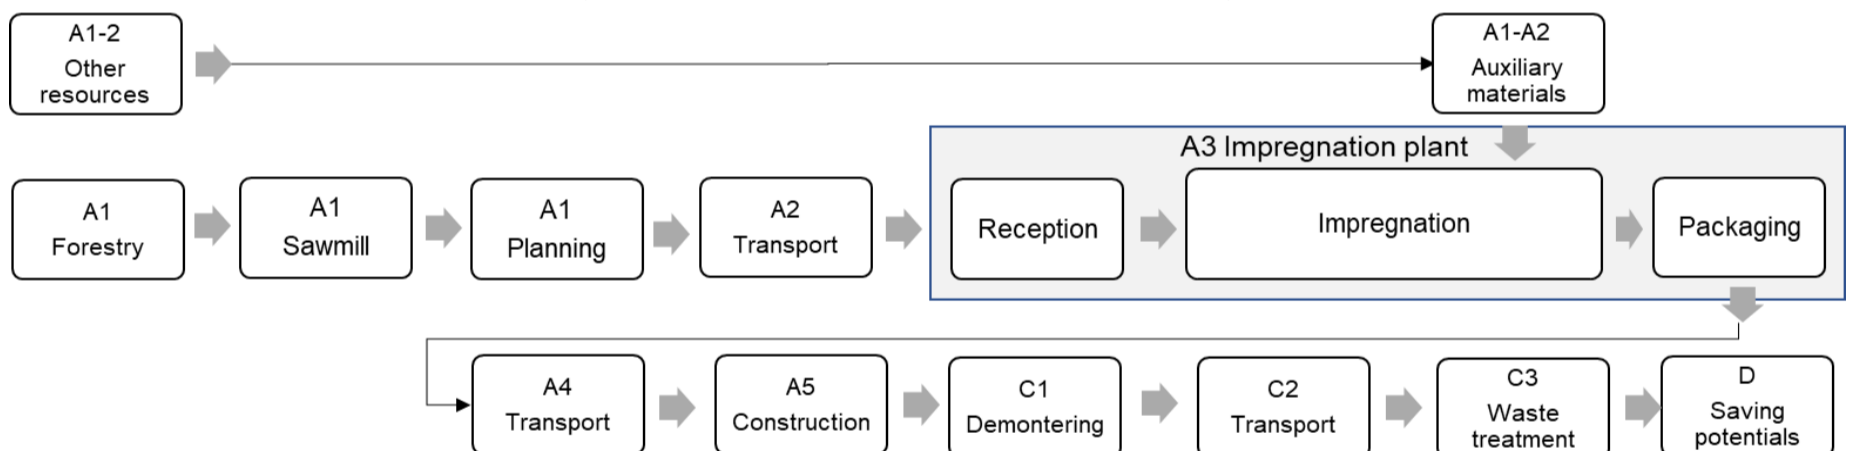 A1-2
Other
resources
A1-A2
Auxiliary
materials
A3 Impregnation plant
A1
Forestry
A1
Sawmill
A1
Planning
A2
Transport
Reception
Impregnation
Packaging
A4
Transport
A5
Construction
C1
Demontering
C2
Transport
C3
Waste
treatment
D
Saving
potentials